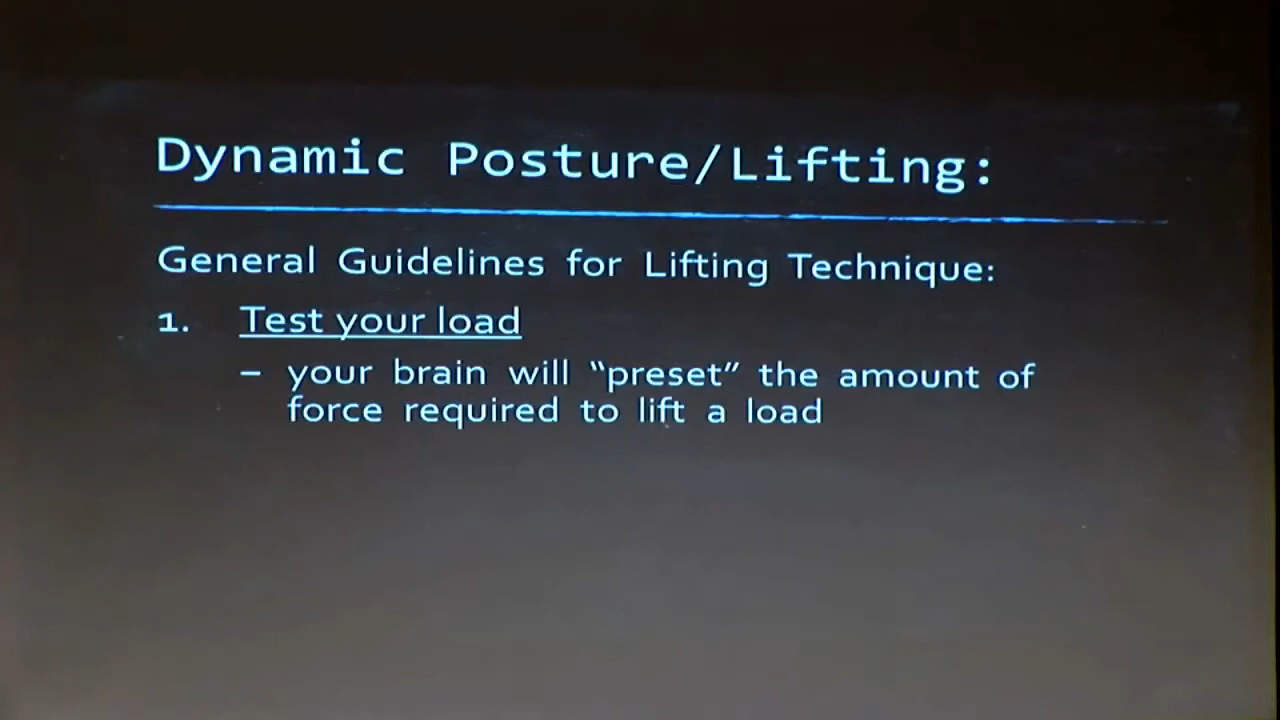 Dynamic Posture/Lifting:
General Guidelines for Lifting Technique:
1. Test your load
– your brain will “preset” the amount of
force required to lift a load